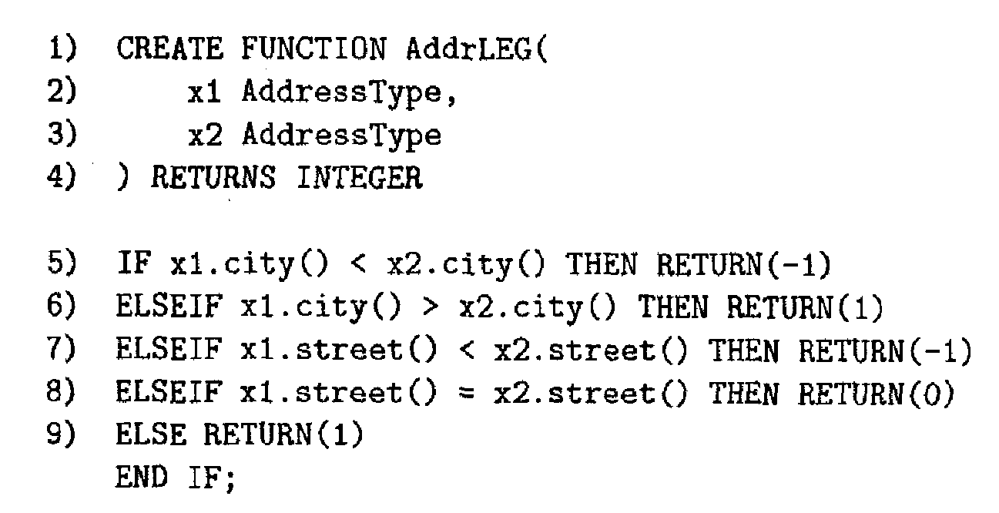 1) CREATE FUNCTION AddrLEG(
2) x1 AddressType,
3) x2 AddressType
4) ) RETURNS INTEGER
5) IF x1.city() < x2.city() THEN RETURN(-1)
6) ELSEIF x1.city() > x2.city() THEN RETURN(1)
7) ELSEIF x1.street() < x2.street() THEN RETURN(-1)
8) ELSEIF x1.street() = x2.street() THEN RETURN(0)
9) ELSE RETURN(1)
END IF;